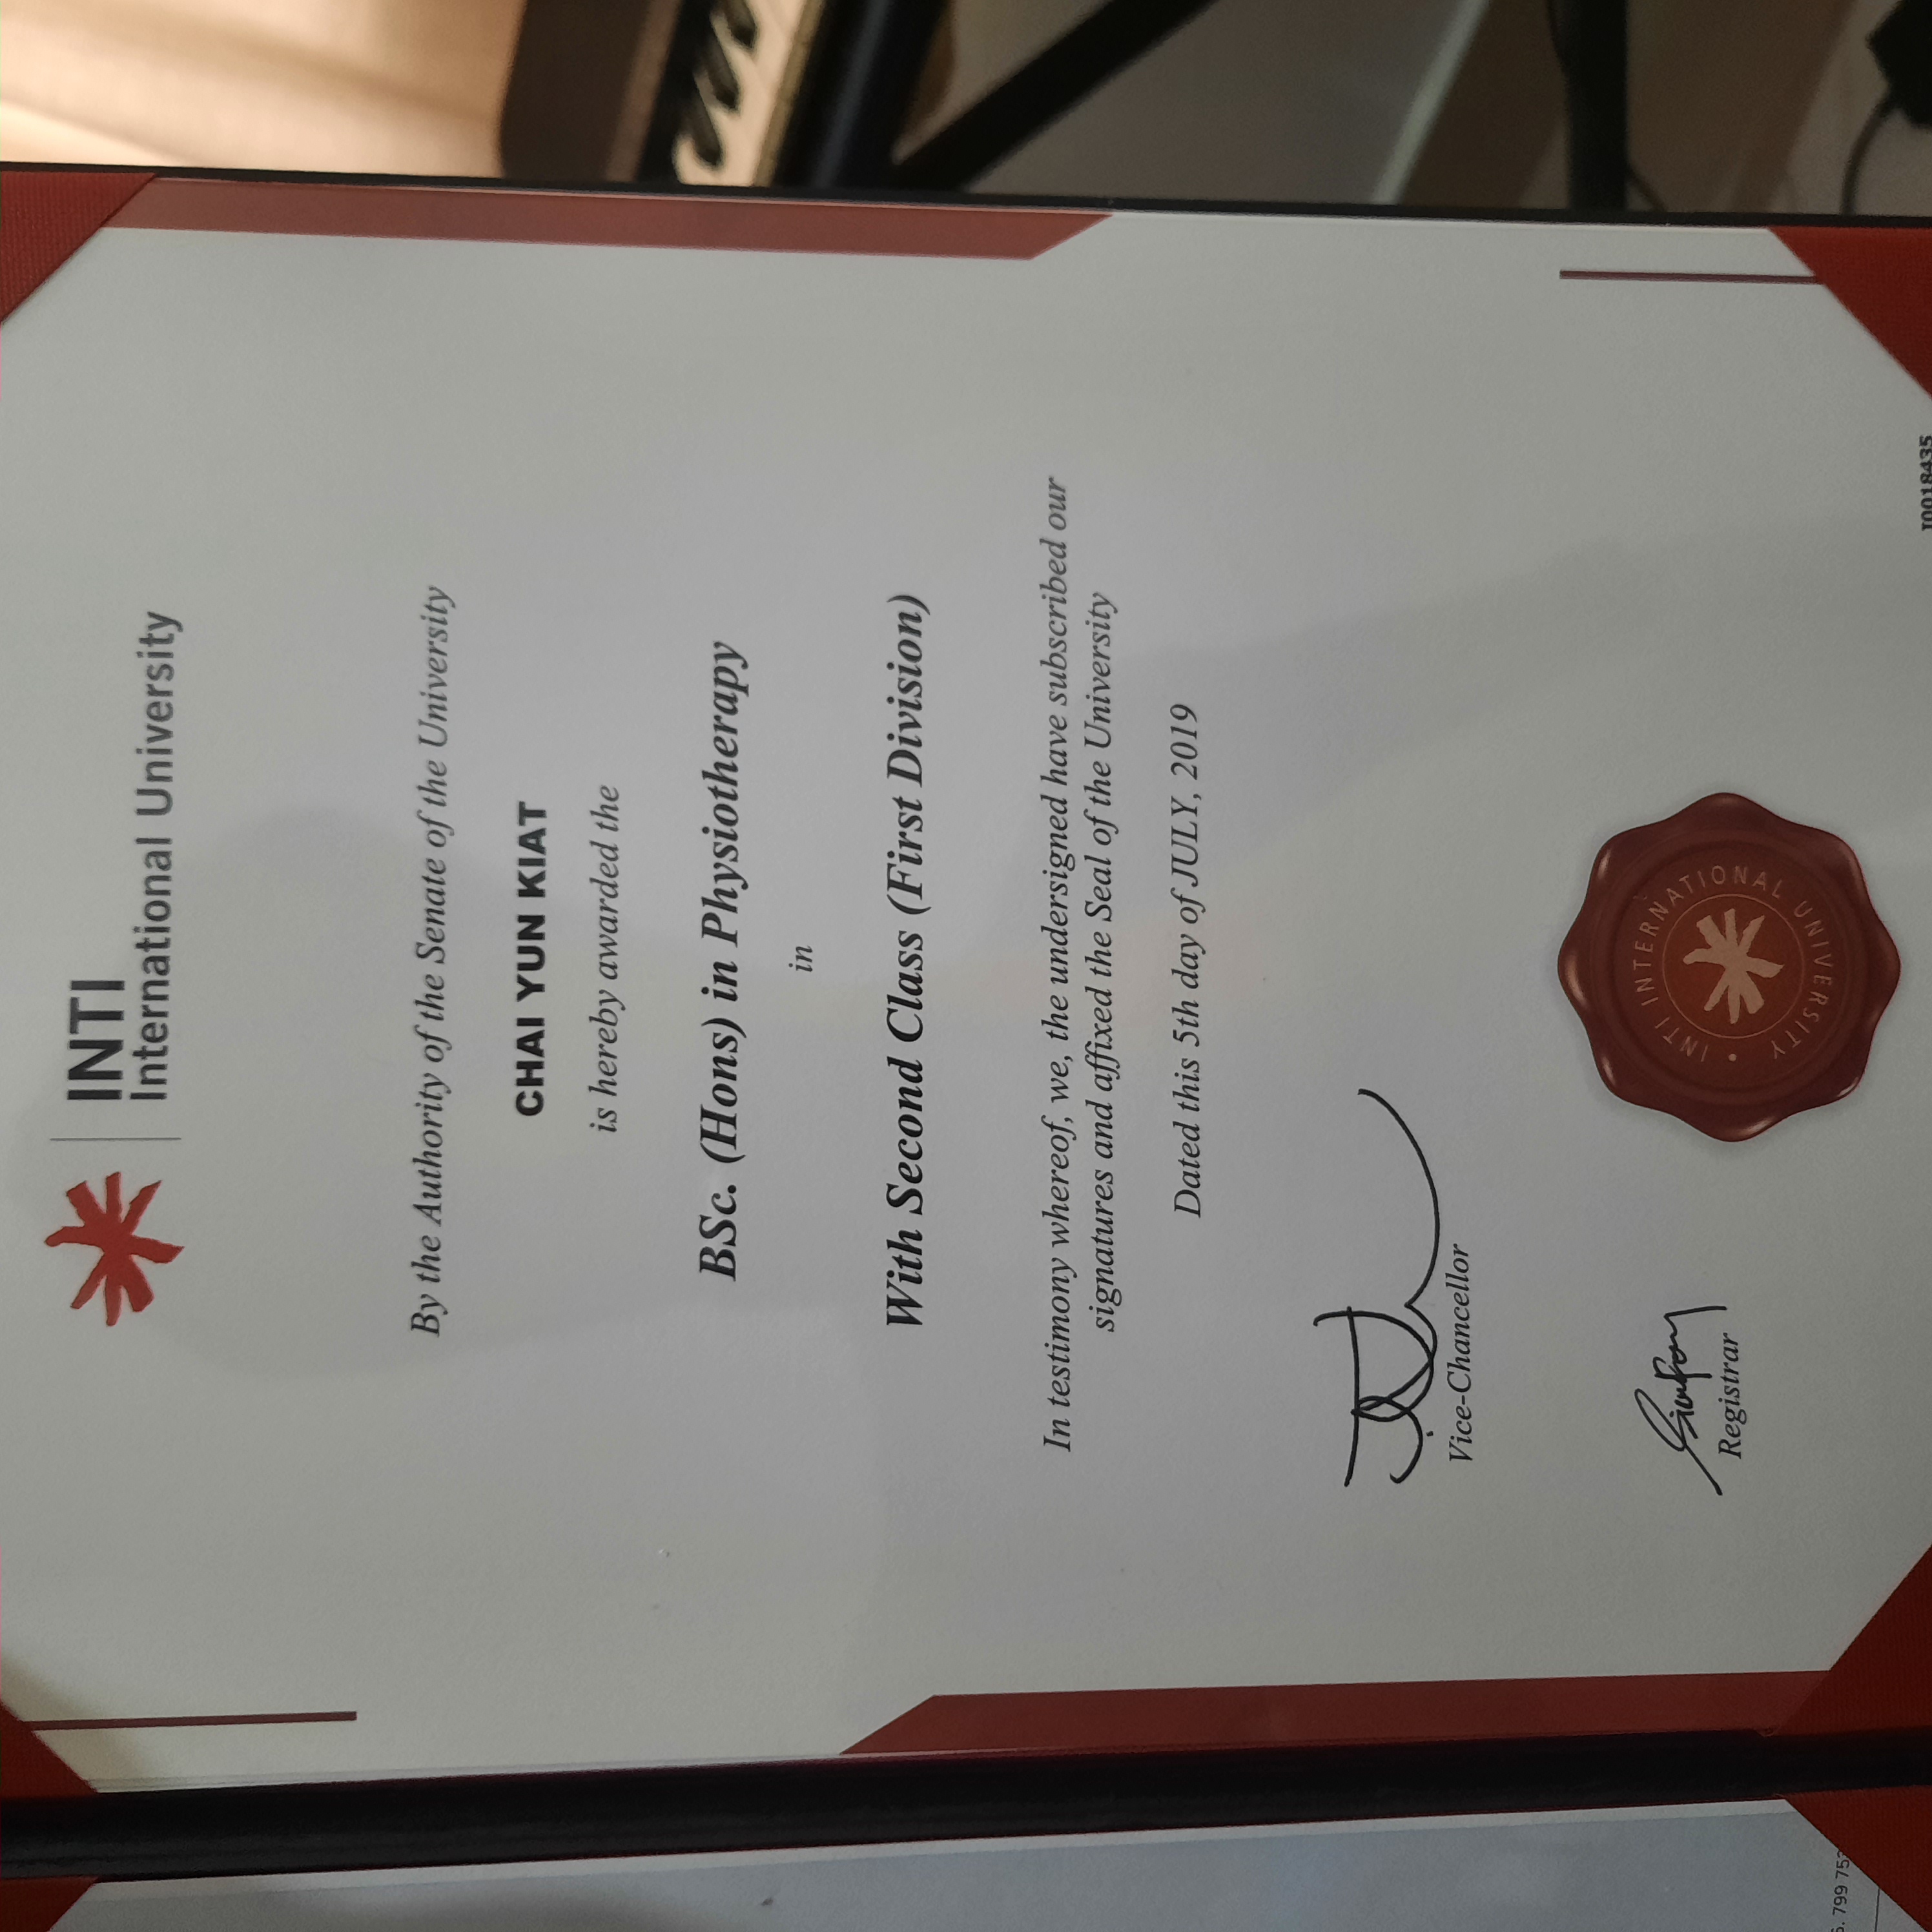 INTI
International University
By the Authority of the Senate of the University
CHAI YUN KIAT
is hereby awarded the
BSc. (Hons) in Physiotherapy
in
With Second Class (First Division)
In testimony whereof, we, the undersigned have subscribed our
signatures and affixed the Seal of the University
Dated this 5th day of JULY, 2019
Vice-Chancellor
Registrar
INTI INTERNATIONAL UNIVERSITY
I0018435
799 752